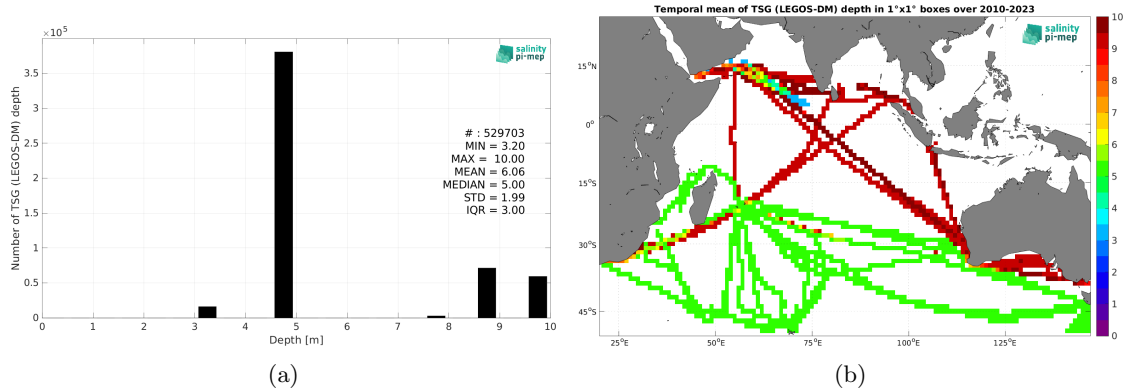 ×10⁵
3.5
3
2.5
2
1.5
1
0.5
0
0 1 2 3 4 5 6 7 8 9 10
Number of TSG (LEGOS-DM) depth
Depth [m]
salinity
pi-mep
# : 529703
MIN = 3.20
MAX = 10.00
MEAN = 6.06
MEDIAN = 5.00
STD = 1.99
IQR = 3.00
(a)
Temporal mean of TSG (LEGOS-DM) depth in 1°x1° boxes over 2010-2023
salinity
pi-mep
15°N
0°
15°S
30°S
45°S
25°E 50°E 75°E 100°E 125°E
10
9
8
7
6
5
4
3
2
1
0
(b)